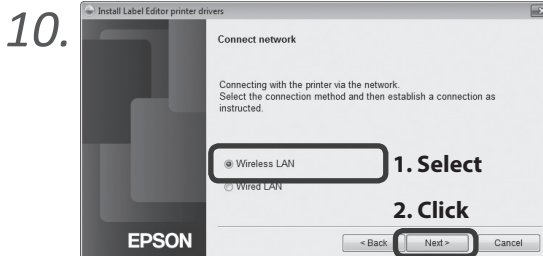 10.
Install Label Editor printer drivers
Connect network
Connecting with the printer via the network.
Select the connection method and then establish a connection as
instructed.
Wireless LAN
1. Select
Wired LAN
2. Click
EPSON
< Back
Next >
Cancel